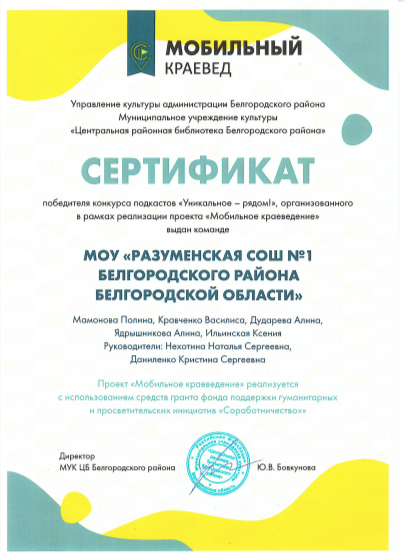 МОБИЛЬНЫЙ
КРАЕВЕД
Управление культуры администрации Белгородского района
Муниципальное учреждение культуры
«Центральная районная библиотека Белгородского района»
СЕРТИФИКАТ
победителя конкурса подкастов «Уникальное – рядом!», организованного
в рамках реализации проекта «Мобильное краеведение»
выдан команде
МОУ «РАЗУМЕНСКАЯ СОШ №1
БЕЛГОРОДСКОГО РАЙОНА
БЕЛГОРОДСКОЙ ОБЛАСТИ»
Мамонова Полина, Кравченко Василиса, Дударева Алина,
Ядрышникова Алина, Ильинская Ксения
Руководители: Нехотина Наталья Сергеевна,
Даниленко Кристина Сергеевна
Проект «Мобильное краеведение» реализуется
с использованием средств гранта фонда поддержки гуманитарных
и просветительских инициатив «Соработничество»»
Директор
МУК ЦБ Белгородского района
Ю.В. Бовкунова